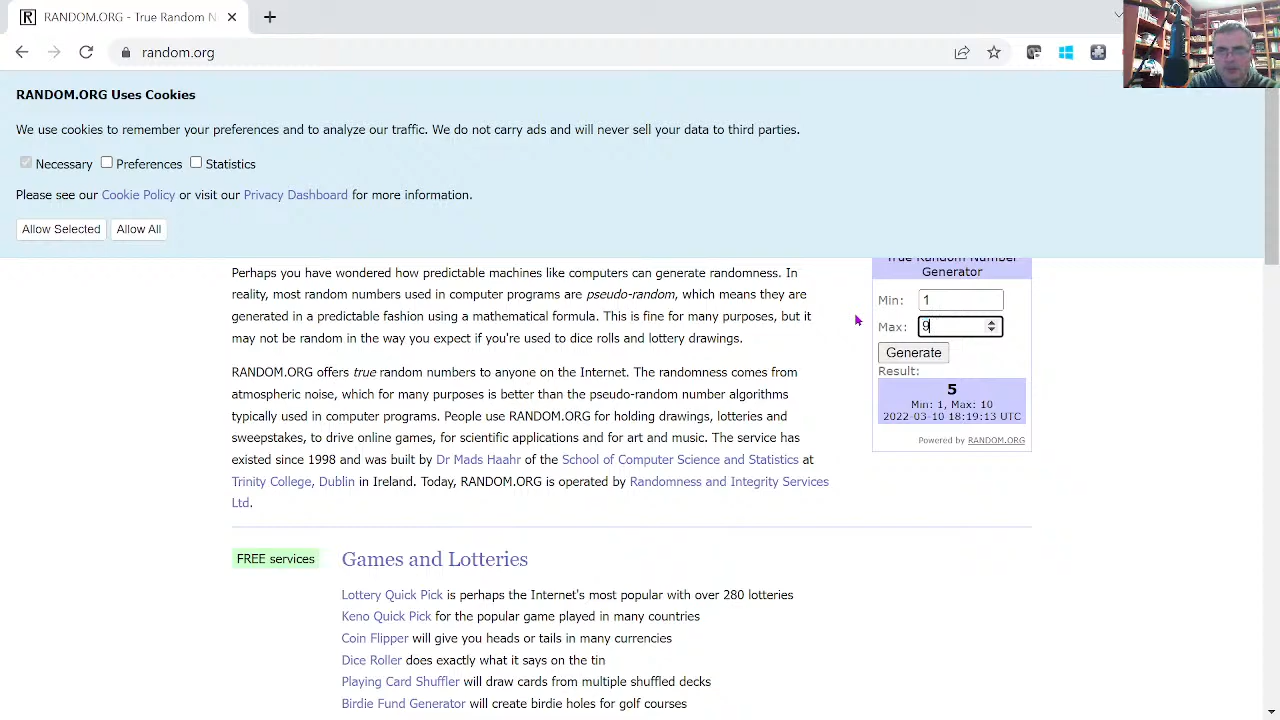 RANDOM.ORG - True Random N
random.org
RANDOM.ORG Uses Cookies
We use cookies to remember your preferences and to analyze our traffic. We do not carry ads and will never sell your data to third parties.
Necessary Preferences Statistics
Please see our Cookie Policy or visit our Privacy Dashboard for more information.
Allow Selected Allow All
Perhaps you have wondered how predictable machines like computers can generate randomness. In
reality, most random numbers used in computer programs are pseudo-random, which means they are
generated in a predictable fashion using a mathematical formula. This is fine for many purposes, but it
may not be random in the way you expect if you're used to dice rolls and lottery drawings.
RANDOM.ORG offers true random numbers to anyone on the Internet. The randomness comes from
atmospheric noise, which for many purposes is better than the pseudo-random number algorithms
typically used in computer programs. People use RANDOM.ORG for holding drawings, lotteries and
sweepstakes, to drive online games, for scientific applications and for art and music. The service has
existed since 1998 and was built by Dr Mads Haahr of the School of Computer Science and Statistics at
Trinity College, Dublin in Ireland. Today, RANDOM.ORG is operated by Randomness and Integrity Services
Ltd.
True Random Number
Generator
Min: 1
Max: 9
Generate
Result:
5
Min: 1, Max: 10
2022-03-10 18:19:13 UTC
Powered by RANDOM.ORG
FREE services
Games and Lotteries
Lottery Quick Pick is perhaps the Internet's most popular with over 280 lotteries
Keno Quick Pick for the popular game played in many countries
Coin Flipper will give you heads or tails in many currencies
Dice Roller does exactly what it says on the tin
Playing Card Shuffler will draw cards from multiple shuffled decks
Birdie Fund Generator will create birdie holes for golf courses